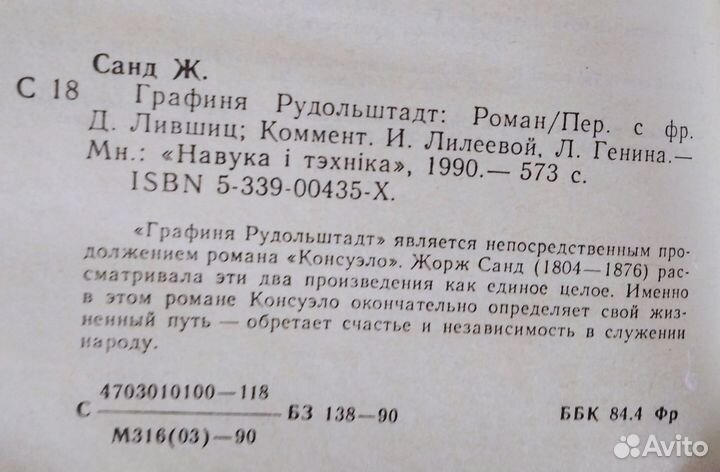 Санд Ж.
С 18 Графиня Рудольштадт: Роман/Пер. с фр.
Д. Лившиц; Коммент. И. Лилеевой, Л. Генина.—
Мн.: «Навука і тэхніка», 1990.— 573 с.
ISBN 5-339-00435-X.
«Графиня Рудольштадт» является непосредственным про-
должением романа «Консуэло». Жорж Санд (1804—1876) рас-
сматривала эти два произведения как единое целое. Именно
в этом романе Консуэло окончательно определяет свой жиз-
ненный путь — обретает счастье и независимость в служении
народу.
4703010100—118
С БЗ 138—90 ББК 84.4 Фр
М316(03)—90
Avito